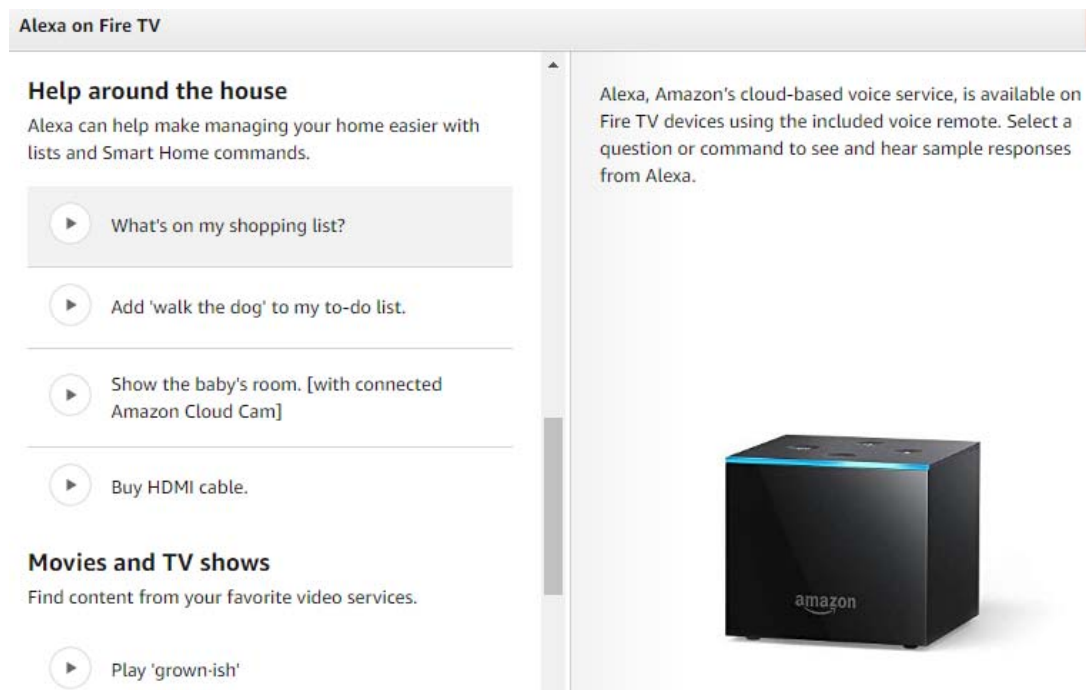 Alexa on Fire TV
Help around the house
Alexa can help make managing your home easier with
lists and Smart Home commands.
What's on my shopping list?
Add 'walk the dog' to my to-do list.
Show the baby's room. [with connected
Amazon Cloud Cam]
Buy HDMI cable.
Movies and TV shows
Find content from your favorite video services.
Play 'grown-ish'
Alexa, Amazon's cloud-based voice service, is available on
Fire TV devices using the included voice remote. Select a
question or command to see and hear sample responses
from Alexa.
amazon